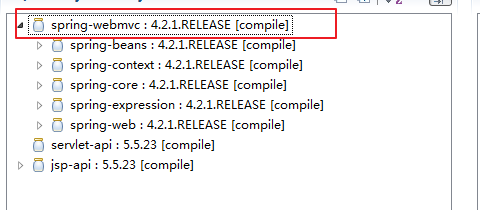 spring-webmvc : 4.2.1.RELEASE [compile]
spring-beans : 4.2.1.RELEASE [compile]
spring-context : 4.2.1.RELEASE [compile]
spring-core : 4.2.1.RELEASE [compile]
spring-expression : 4.2.1.RELEASE [compile]
spring-web : 4.2.1.RELEASE [compile]
servlet-api : 5.5.23 [compile]
jsp-api : 5.5.23 [compile]